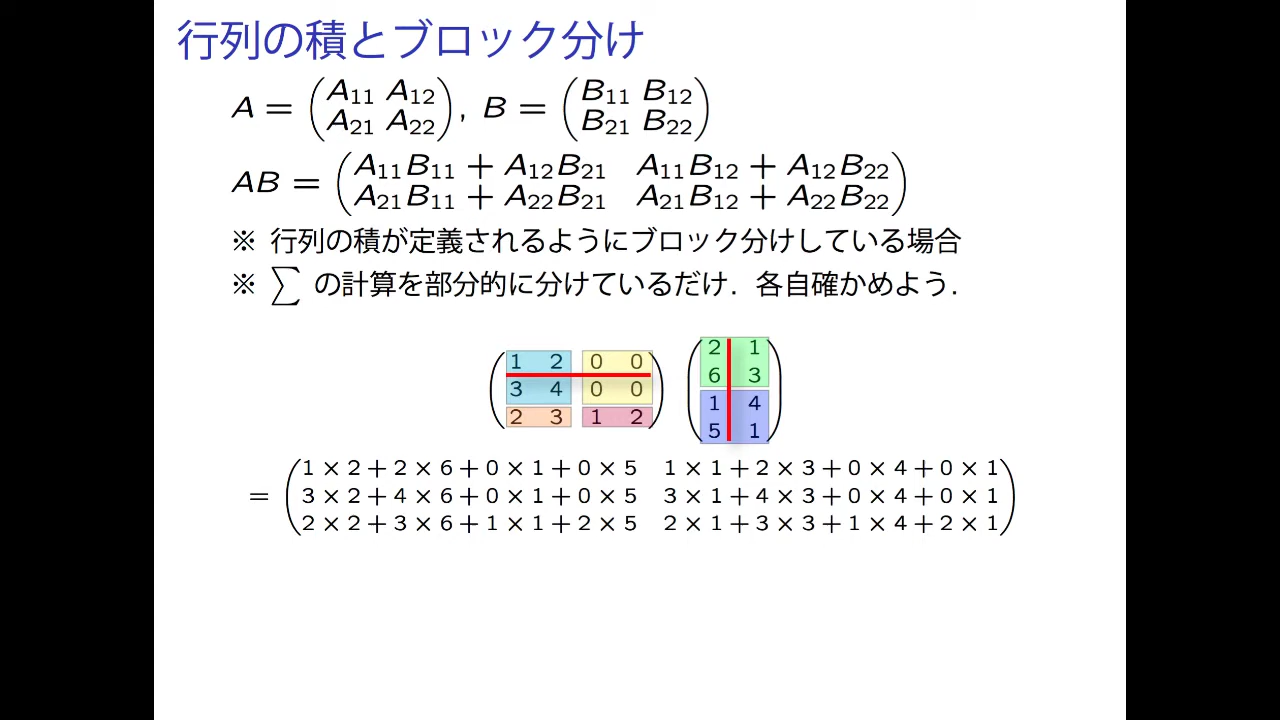 行列の積とブロック分け
A = (A₁₁ A₁₂ , B = (B₁₁ B₁₂
A₂₁ A₂₂) B₂₁ B₂₂)
AB = (A₁₁B₁₁ + A₁₂B₂₁ A₁₁B₁₂ + A₁₂B₂₂
A₂₁B₁₁ + A₂₂B₂₁ A₂₁B₁₂ + A₂₂B₂₂)
※ 行列の積が定義されるようにブロック分けしている場合
※ ∑ の計算を部分的に分けているだけ．各自確かめよう．
(1 2 0 0
3 4 0 0
2 3 1 2)
(2 1
6 3
1 4
5 1)
= (1 × 2 + 2 × 6 + 0 × 1 + 0 × 5 1 × 1 + 2 × 3 + 0 × 4 + 0 × 1
3 × 2 + 4 × 6 + 0 × 1 + 0 × 5 3 × 1 + 4 × 3 + 0 × 4 + 0 × 1
2 × 2 + 3 × 6 + 1 × 1 + 2 × 5 2 × 1 + 3 × 3 + 1 × 4 + 2 × 1)